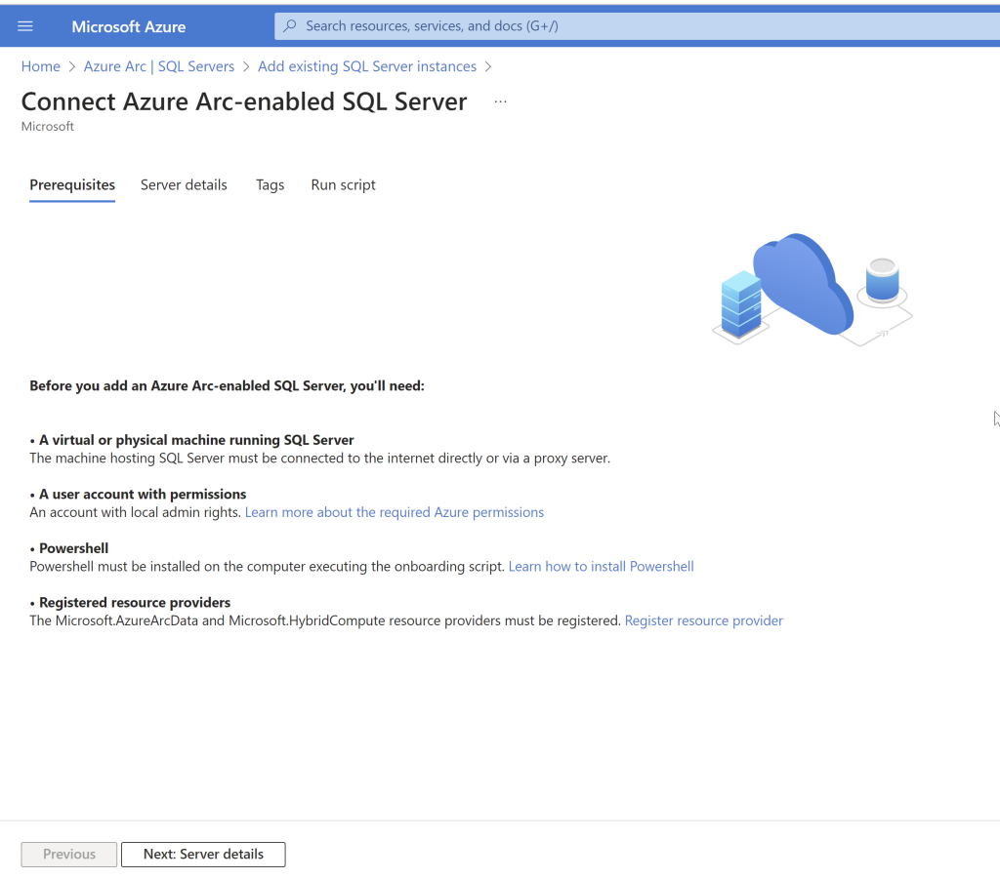 Microsoft Azure
Search resources, services, and docs (G+/)
Home > Azure Arc | SQL Servers > Add existing SQL Server instances >
Connect Azure Arc-enabled SQL Server ...
Microsoft
Prerequisites Server details Tags Run script
Before you add an Azure Arc-enabled SQL Server, you'll need:
• A virtual or physical machine running SQL Server
The machine hosting SQL Server must be connected to the internet directly or via a proxy server.
• A user account with permissions
An account with local admin rights. Learn more about the required Azure permissions
• Powershell
Powershell must be installed on the computer executing the onboarding script. Learn how to install Powershell
• Registered resource providers
The Microsoft.AzureArcData and Microsoft.HybridCompute resource providers must be registered. Register resource provider
Previous Next: Server details